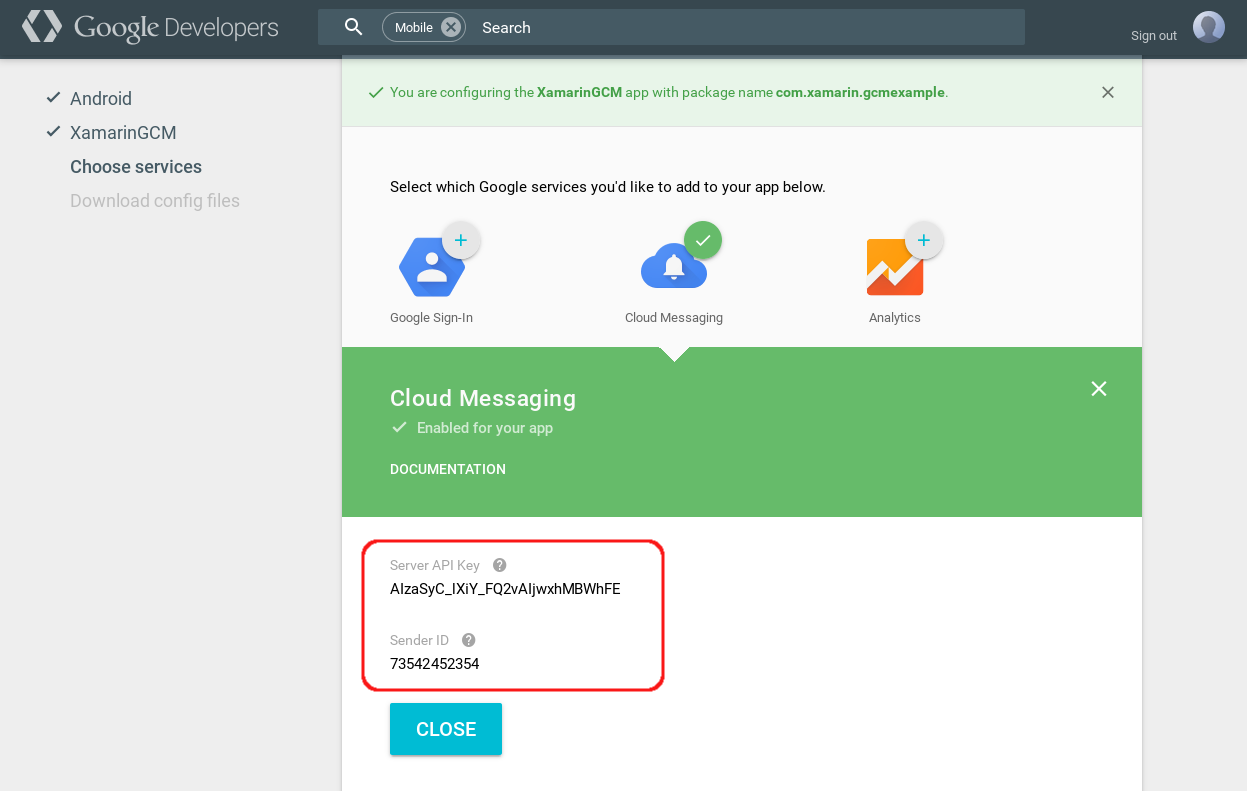 Google Developers
Mobile
Search
Sign out
Android
XamarinGCM
Choose services
Download config files
You are configuring the XamarinGCM app with package name com.xamarin.gcmexample.
Select which Google services you'd like to add to your app below.
Google Sign-In
Cloud Messaging
Analytics
Cloud Messaging
Enabled for your app
DOCUMENTATION
Server API Key
AIzaSyC_lXiY_FQ2vAIjwxhMBWhFE
Sender ID
73542452354
CLOSE